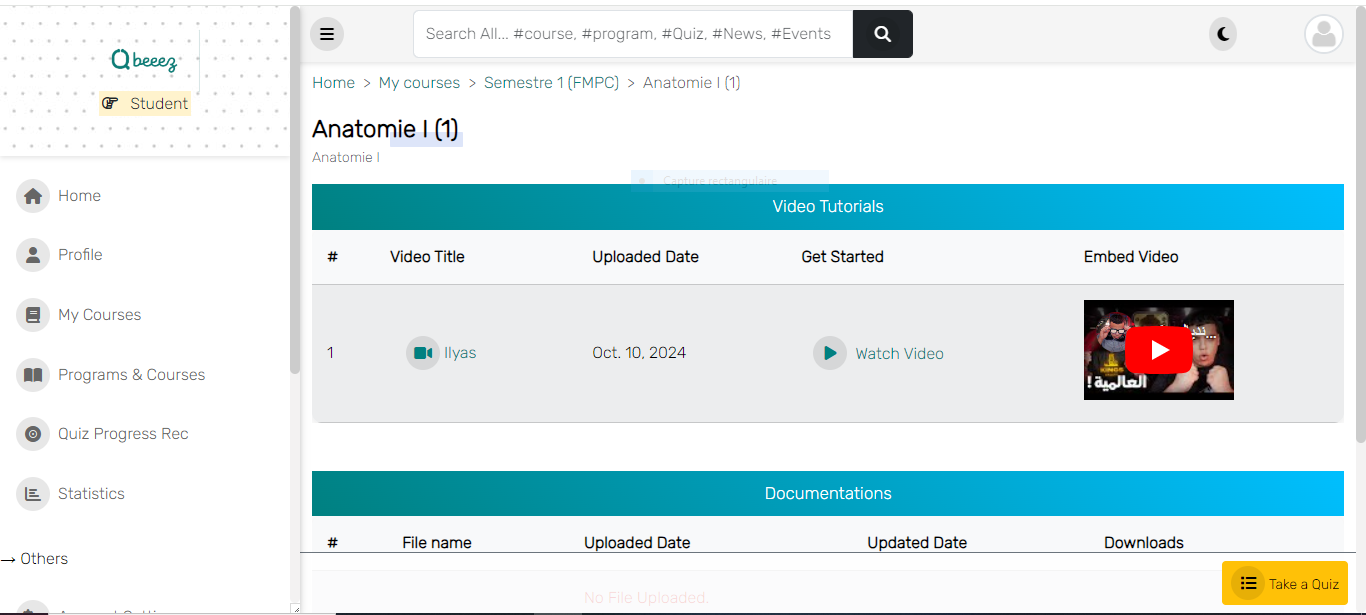 Qbeeez
Student
Home
Profile
My Courses
Programs & Courses
Quiz Progress Rec
Statistics
→ Others
Search All... #course, #program, #Quiz, #News, #Events
Home > My courses > Semestre 1 (FMPC) > Anatomie I (1)
Anatomie I (1)
Anatomie I
Capture rectangulaire
Video Tutorials
# Video Title Uploaded Date Get Started Embed Video
1 Ilyas Oct. 10, 2024 Watch Video
KINGS
العالمية !
Documentations
# File name Uploaded Date Updated Date Downloads
No File Uploaded.
Take a Quiz